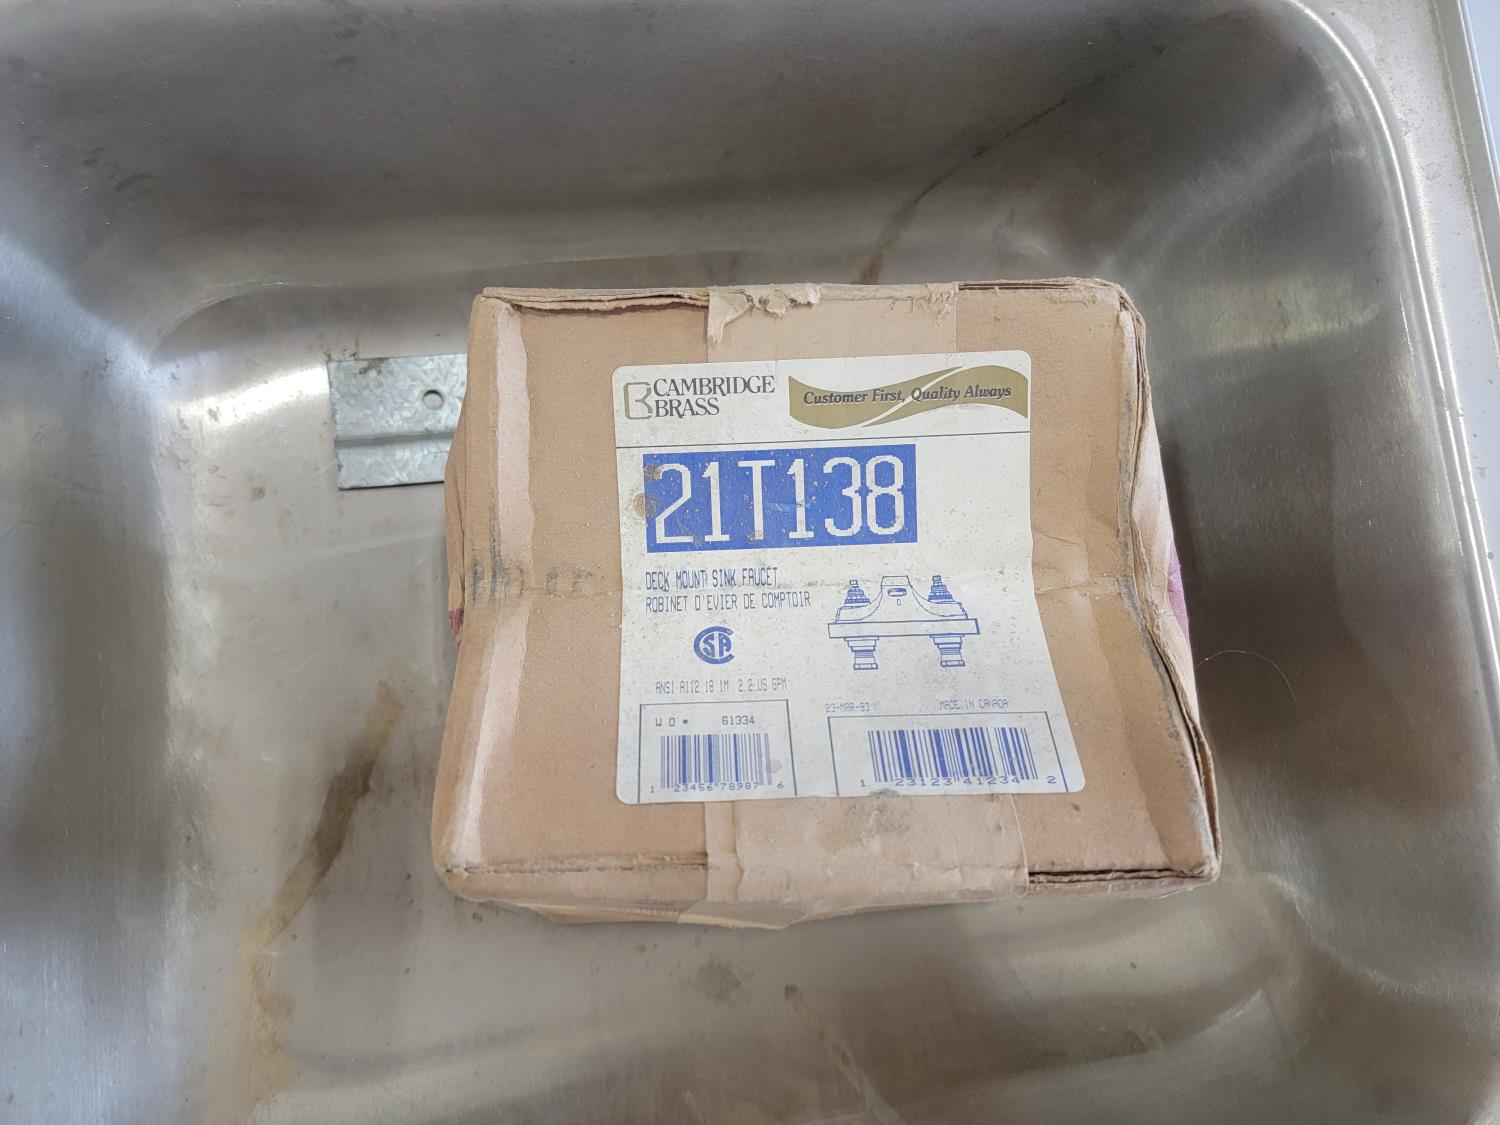 CAMBRIDGE
BRASS
Customer First, Quality Always
21T138
DECK MOUNT SINK FAUCET
ROBINET D'EVIER DE COMPTOIR
CSA
ANSI A112.18.1M 2.2 US GPM
23-MAR-93 MADE IN CANADA
W O # 61334
1 23456 78987 6
1 23123 41234 2